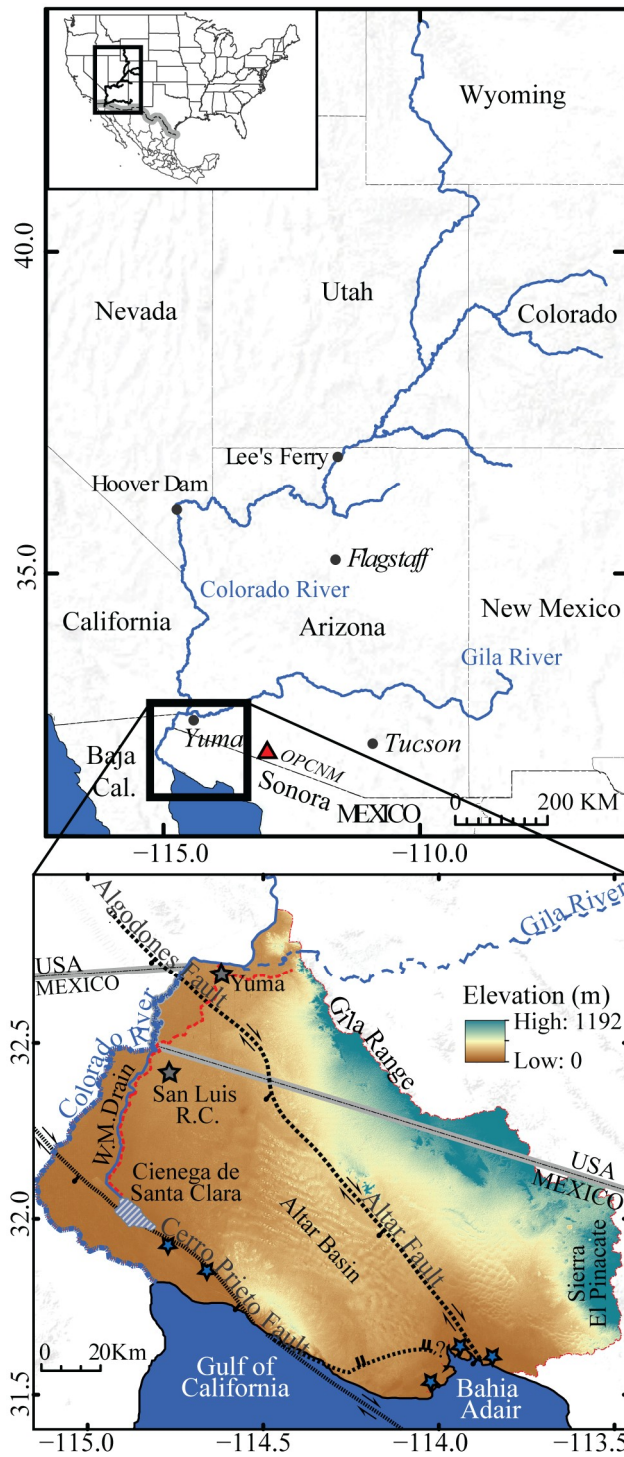 Wyoming
40.0
Utah
Nevada
Colorado
Lee's Ferry
Hoover Dam
35.0
Flagstaff
Colorado River
California
New Mexico
Arizona
Gila River
Yuma
Tucson
Baja
Cal.
OPCNM
Sonora
MEXICO
0 200 KM
−115.0 −110.0
Algodones Fault
Gila River
USA
MEXICO
Yuma
Elevation (m)
High: 1192
Low: 0
Gila Range
Colorado River
32.5
San Luis
R.C.
W.M.Drain
USA
MEXICO
Cienega de
Santa Clara
32.0
Altar Fault
Altar Basin
Cerro Prieto Fault
Sierra
El Pinacate
0 20Km
?
Gulf of
California
Bahia
Adair
31.5
−115.0 −114.5 −114.0 −113.5